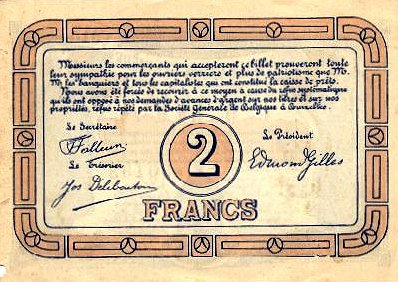 Messieurs les commerçants qui accepteront ce billet prouveront toute
leur sympathie pour les ouvriers verriers et plus de patriotisme que M.
M. les banquiers et tous les capitalistes qui ont constitué la caisse de prêts.
Nous avons été forcés de recourir à ce moyen à cause du refus systématique
qu'ils ont opposé à nos demandes d'avances d'argent sur nos titres et sur nos
propriétés, refus répété par la Société Générale de Belgique à Bruxelles.
Le Secrétaire
Le Président
2
Edmond Gilles
Le Trésorier
Jos Delebouton
FRANCS